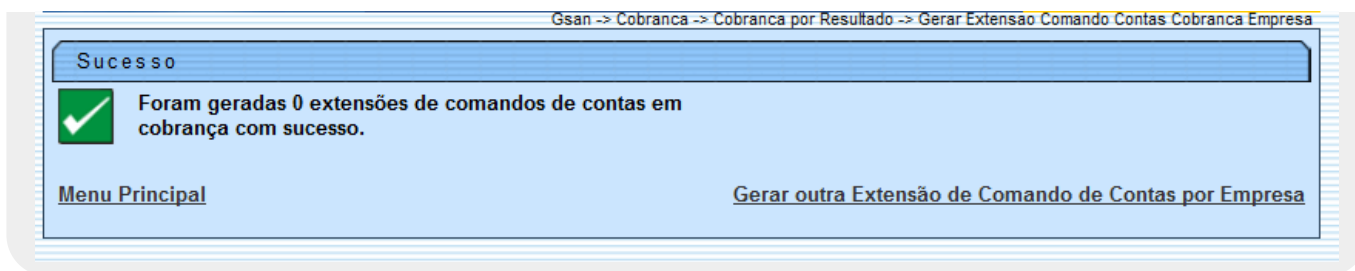 Gsan -> Cobranca -> Cobranca por Resultado -> Gerar Extensao Comando Contas Cobranca Empresa
Sucesso
Foram geradas 0 extensões de comandos de contas em
cobrança com sucesso.
Menu Principal
Gerar outra Extensão de Comando de Contas por Empresa